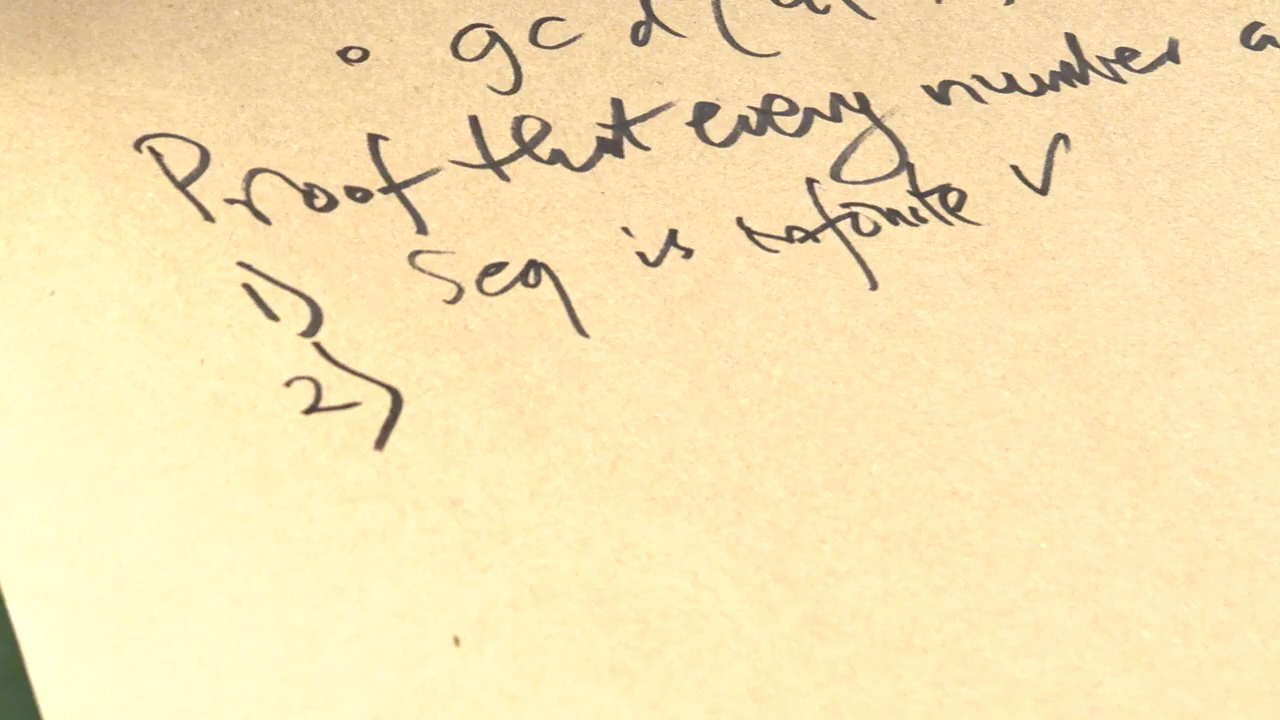 ∘ gcd(
Proof that every number a
1) Seq is infinite ✓
2)